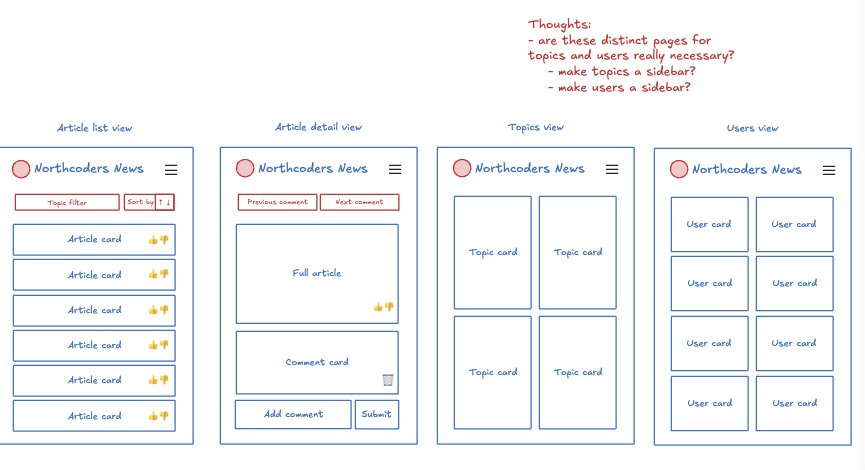 Thoughts:
- are these distinct pages for
topics and users really necessary?
- make topics a sidebar?
- make users a sidebar?
Article list view
Northcoders News
Topic filter
Sort by ↑ ↓
Article card
Article card
Article card
Article card
Article card
Article card
Article detail view
Northcoders News
Previous comment
Next comment
Full article
Comment card
Add comment
Submit
Topics view
Northcoders News
Topic card
Topic card
Topic card
Topic card
Users view
Northcoders News
User card
User card
User card
User card
User card
User card
User card
User card